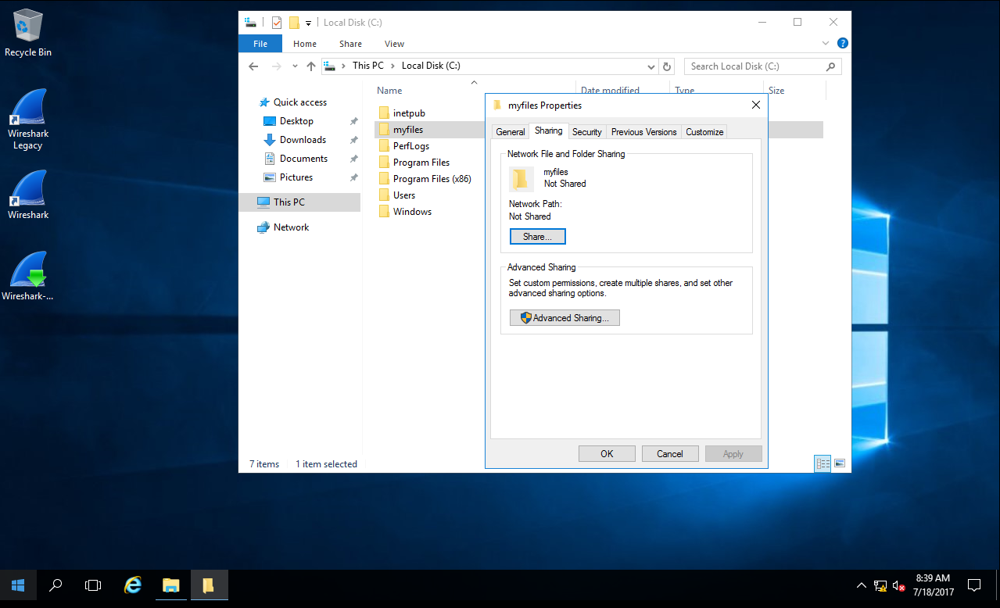 Recycle Bin
Wireshark
Legacy
Wireshark
Wireshark-...
Local Disk (C:)
File
Home
Share
View
This PC
Local Disk (C:)
Search Local Disk (C:)
Quick access
Desktop
Downloads
Documents
Pictures
This PC
Network
Name
Date modified
Type
Size
inetpub
myfiles
PerfLogs
Program Files
Program Files (x86)
Users
Windows
7 items
1 item selected
myfiles Properties
General
Sharing
Security
Previous Versions
Customize
Network File and Folder Sharing
myfiles
Not Shared
Network Path:
Not Shared
Share...
Advanced Sharing
Set custom permissions, create multiple shares, and set other
advanced sharing options.
Advanced Sharing...
OK
Cancel
Apply
8:39 AM
7/18/2017